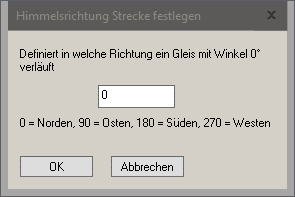 Himmelsrichtung Strecke festlegen
Definiert in welche Richtung ein Gleis mit Winkel 0°
verläuft
0
0 = Norden, 90 = Osten, 180 = Süden, 270 = Westen
OK Abbrechen